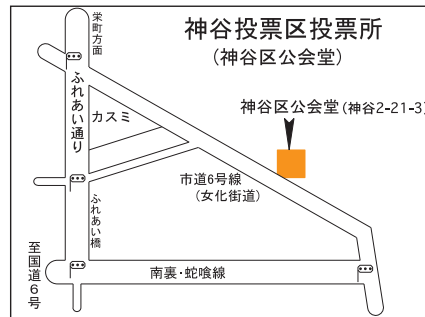 神谷投票区投票所
(神谷区公会堂)
栄町方面
ふれあい通り
カスミ
神谷区公会堂(神谷2-21-3)
市道6号線
(女化街道)
ふれあい橋
至国道6号
南裏・蛇喰線